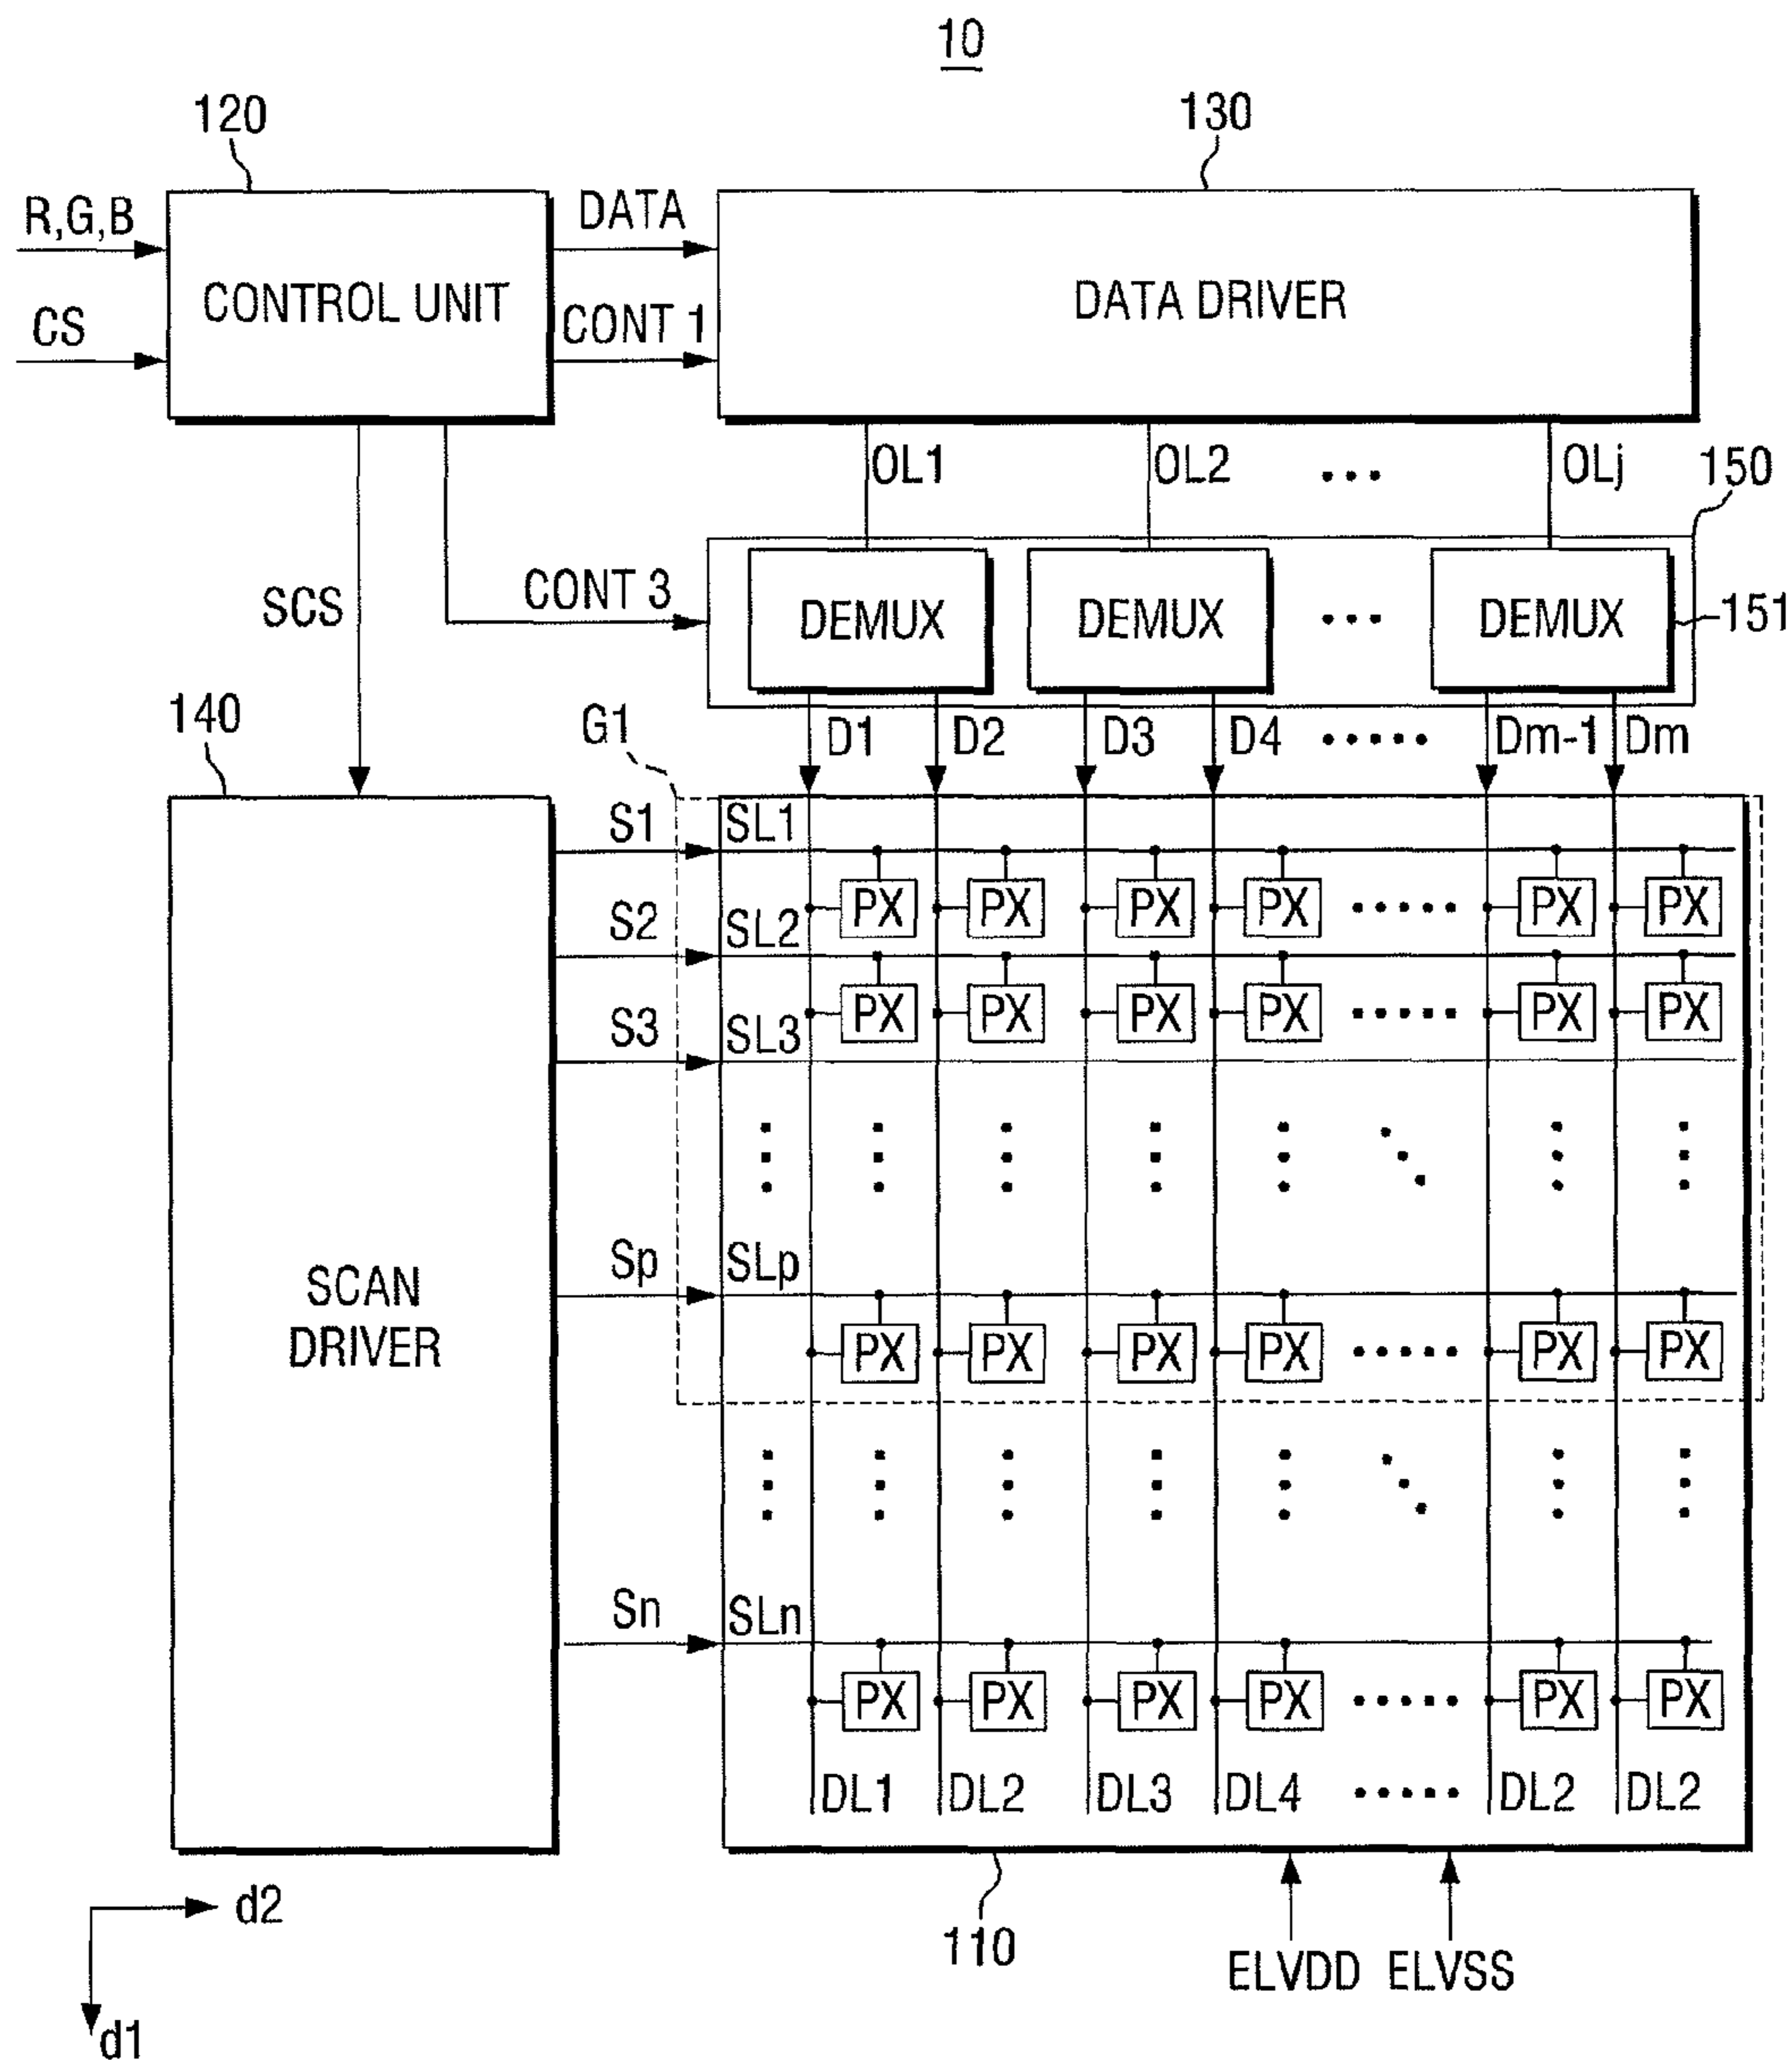 10
120
130
R,G,B
DATA
CONTROL UNIT
DATA DRIVER
CS
CONT 1
OL1
OL2
...
OLj
150
SCS
CONT 3
DEMUX
DEMUX
...
DEMUX
151
140
G1
D1
D2
D3
D4
.....
Dm-1
Dm
S1
SL1
PX
PX
PX
PX
.....
PX
PX
S2
SL2
PX
PX
PX
PX
.....
PX
PX
S3
SL3
Sp
SLp
SCAN
DRIVER
PX
PX
PX
PX
.....
PX
PX
Sn
SLn
PX
PX
PX
PX
.....
PX
PX
DL1
DL2
DL3
DL4
.....
DL2
DL2
d2
110
ELVDD
ELVSS
d1